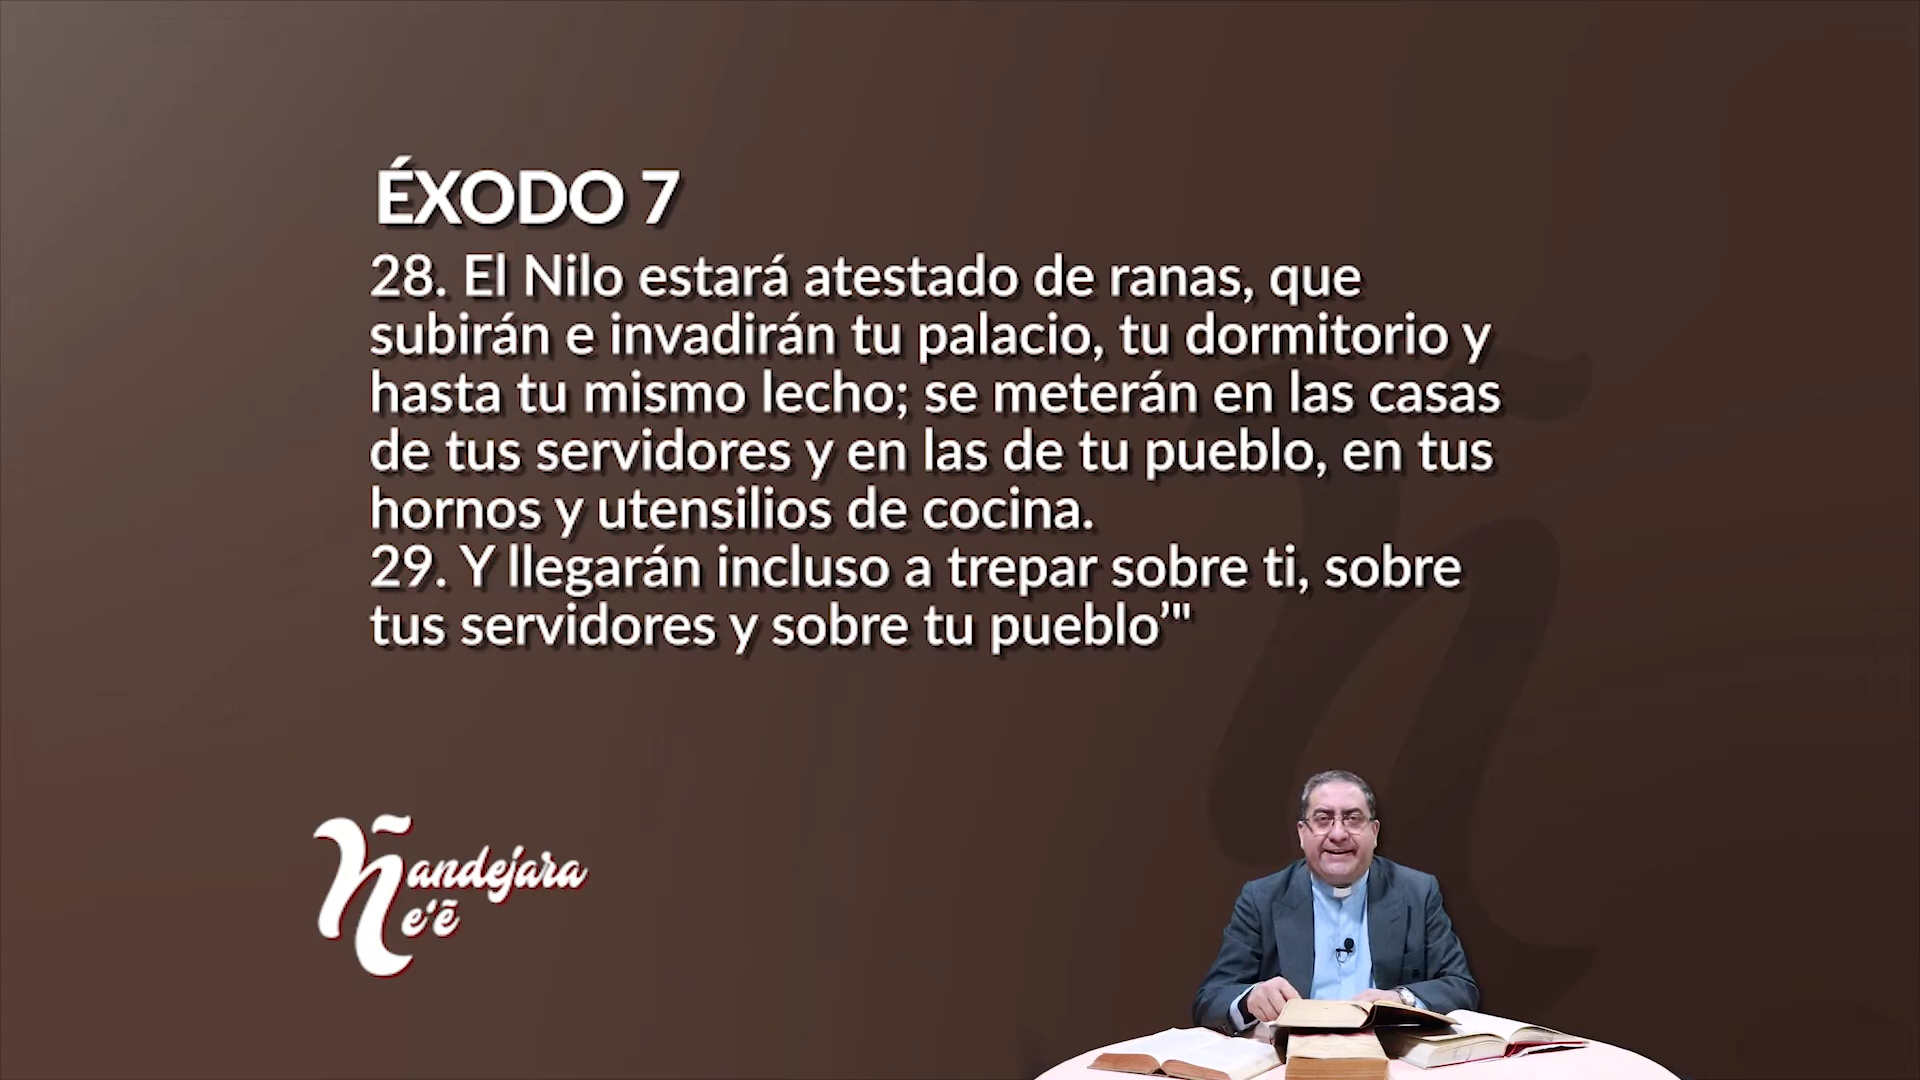 ÉXODO 7
28. El Nilo estará atestado de ranas, que
subirán e invadirán tu palacio, tu dormitorio y
hasta tu mismo lecho; se meterán en las casas
de tus servidores y en las de tu pueblo, en tus
hornos y utensilios de cocina.
29. Y llegarán incluso a trepar sobre ti, sobre
tus servidores y sobre tu pueblo’"
Ñandejara
Ñe'ẽ